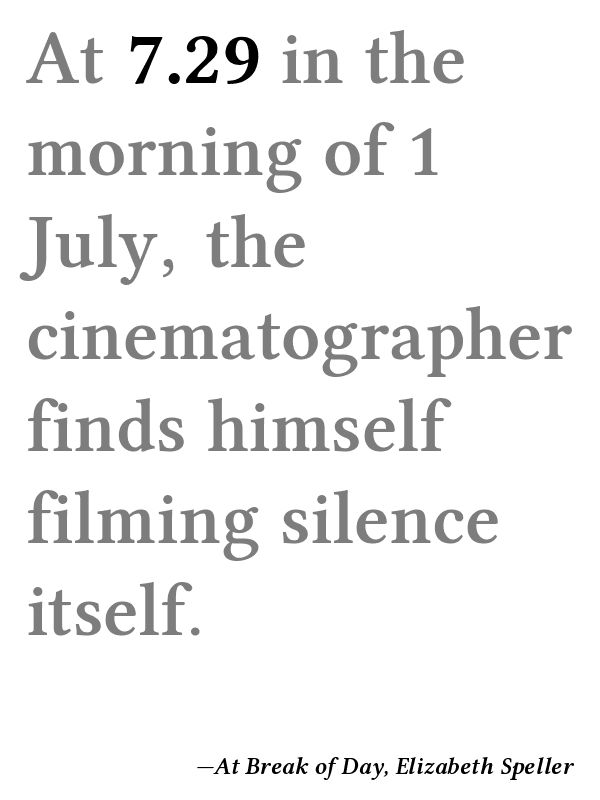 At 7.29 in the
morning of 1
July, the
cinematographer
finds himself
filming silence
itself.
—At Break of Day, Elizabeth Speller